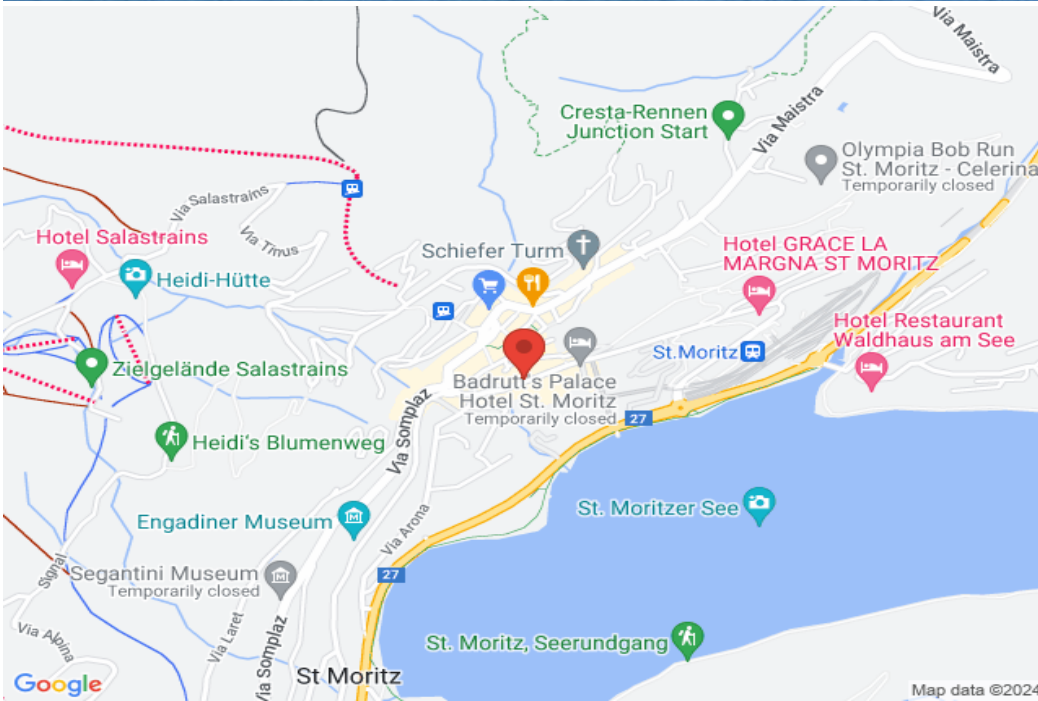 Via Maistra
Cresta-Rennen
Junction Start
Via Maistra
Olympia Bob Run
St. Moritz - Celerina
Temporarily closed
Via Salastrains
Hotel Salastrains
Via Tinus
Schiefer Turm
Hotel GRACE LA
MARGNA ST MORITZ
Heidi-Hütte
Hotel Restaurant
Waldhaus am See
St.Moritz
Zielgelände Salastrains
Badrutt's Palace
Hotel St. Moritz
Temporarily closed
27
Via Somplaz
Heidi's Blumenweg
Engadiner Museum
St. Moritzer See
Via Arona
Signal
Segantini Museum
Temporarily closed
27
Via Alpina
Via Laret
Via Somplaz
St. Moritz, Seerundgang
St Moritz
Google
Map data ©2024